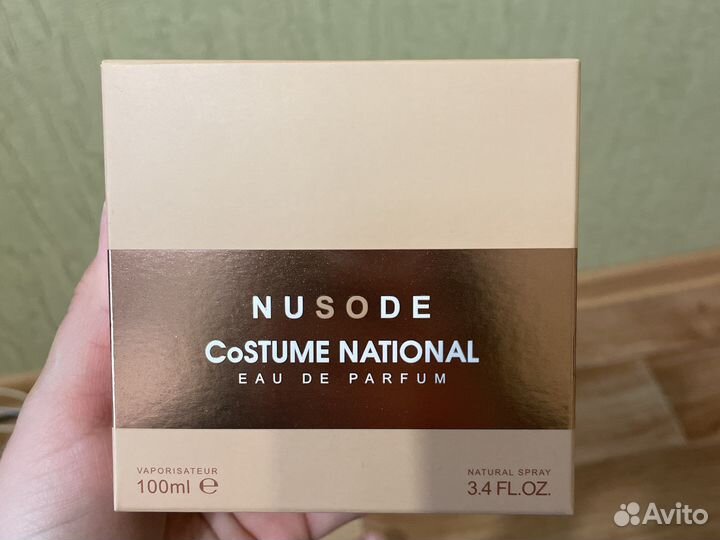 NUSODE
CoSTUME NATIONAL
EAU DE PARFUM
VAPORISATEUR
100ml ℮
NATURAL SPRAY
3.4 FL.OZ.
Avito